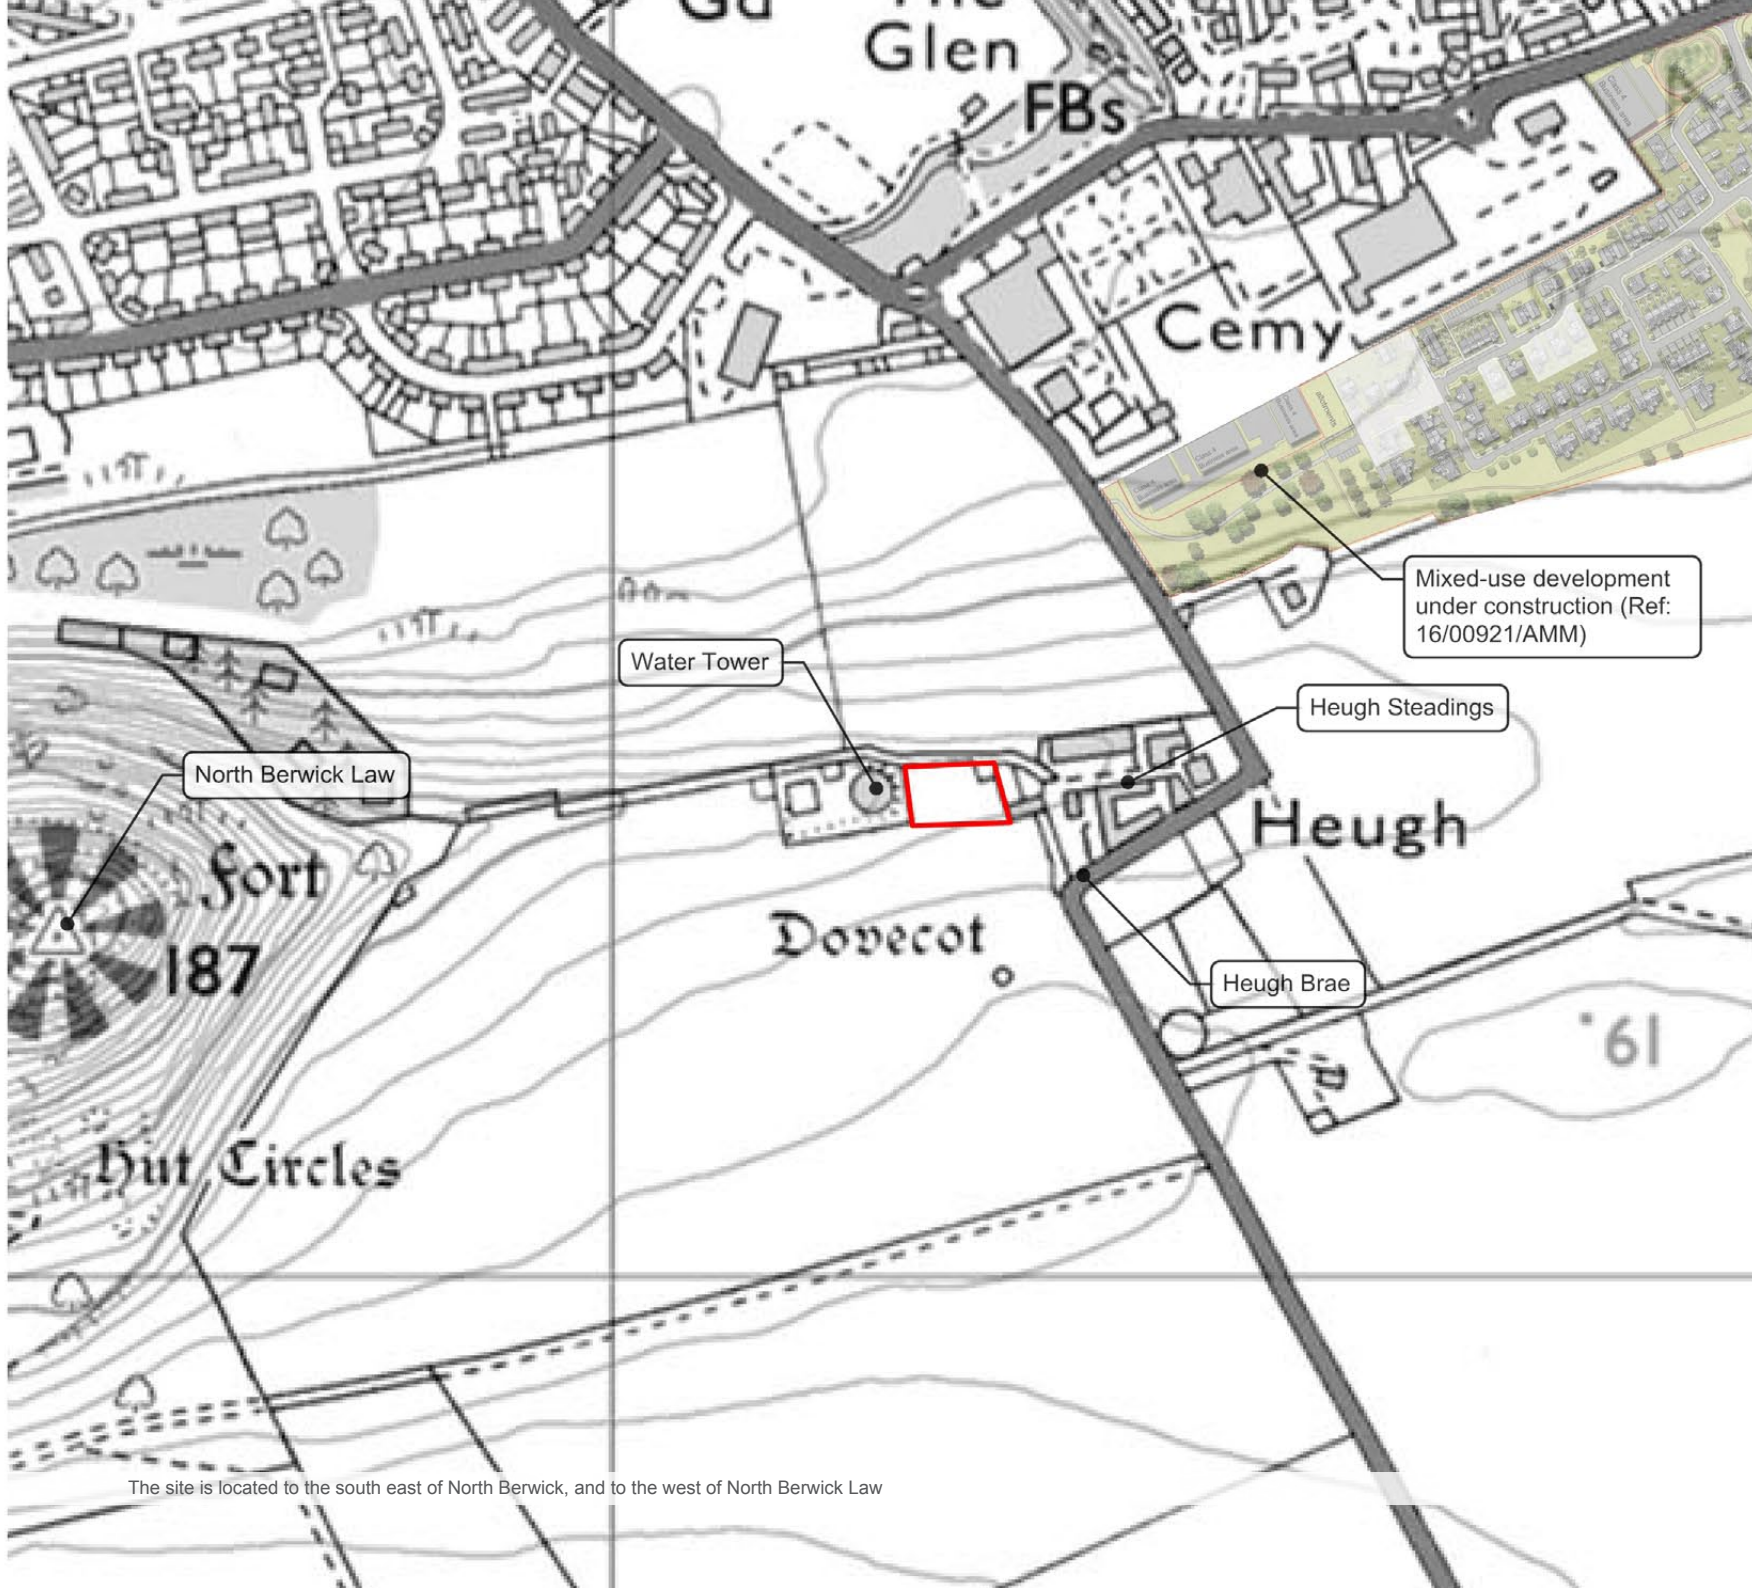 Glen
FBs
Cemy
Mixed-use development
under construction (Ref:
16/00921/AMM)
Water Tower
Heugh Steadings
North Berwick Law
Heugh
Fort
187
Dovecot
Heugh Brae
Hut Circles
The site is located to the south east of North Berwick, and to the west of North Berwick Law